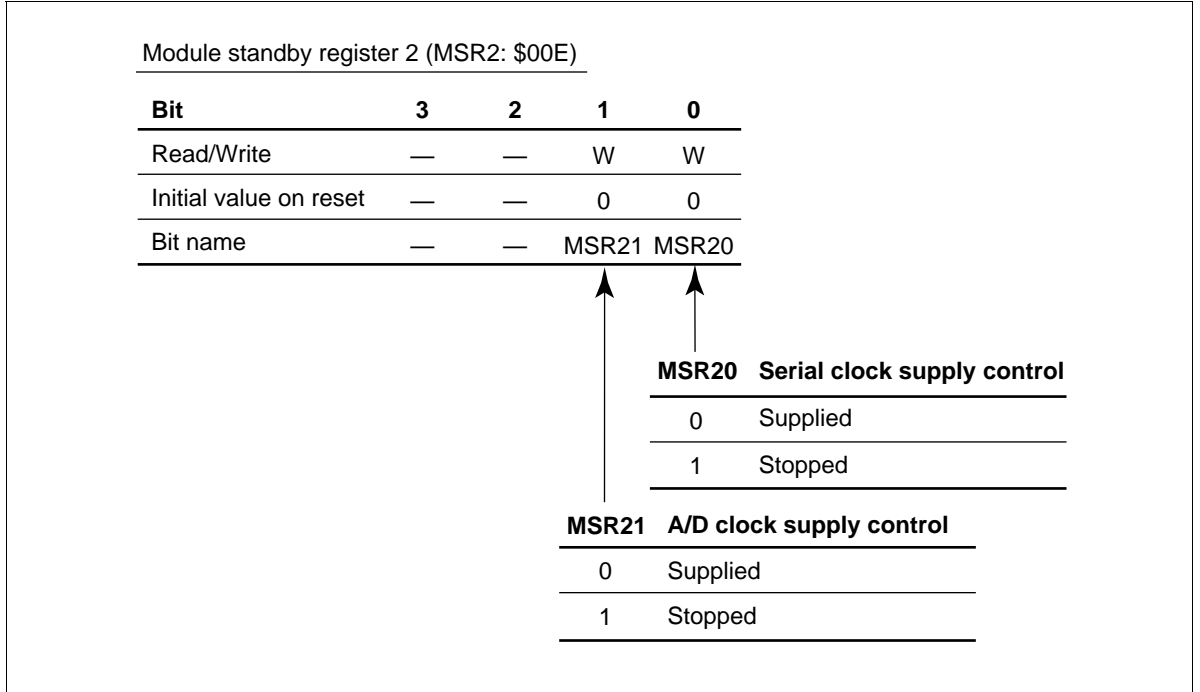 Module standby register 2 (MSR2: $00E)
Bit 3 2 1 0
Read/Write — — W W
Initial value on reset — — 0 0
Bit name — — MSR21 MSR20
MSR20 Serial clock supply control
0 Supplied
1 Stopped
MSR21 A/D clock supply control
0 Supplied
1 Stopped